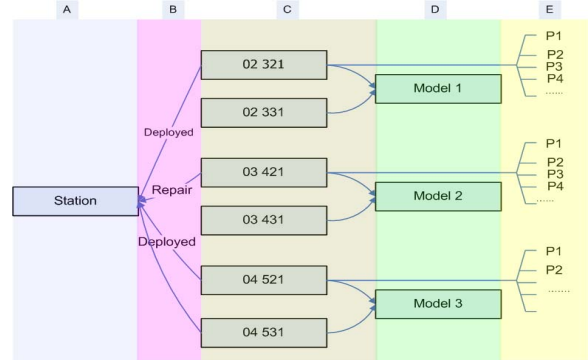 A B C D E
02 321
02 331
03 421
03 431
04 521
04 531
Station
Deployed
Repair
Deployed
Model 1
Model 2
Model 3
P1
P2
P3
P4
......
P1
P2
P3
P4
......
P1
P2
.......